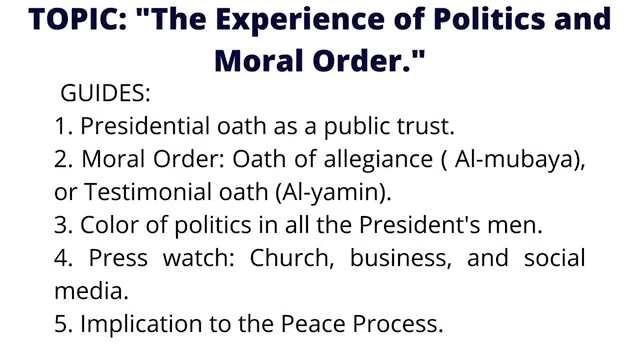 TOPIC: "The Experience of Politics and
Moral Order."
GUIDES:
1. Presidential oath as a public trust.
2. Moral Order: Oath of allegiance ( Al-mubaya),
or Testimonial oath (Al-yamin).
3. Color of politics in all the President's men.
4. Press watch: Church, business, and social
media.
5. Implication to the Peace Process.